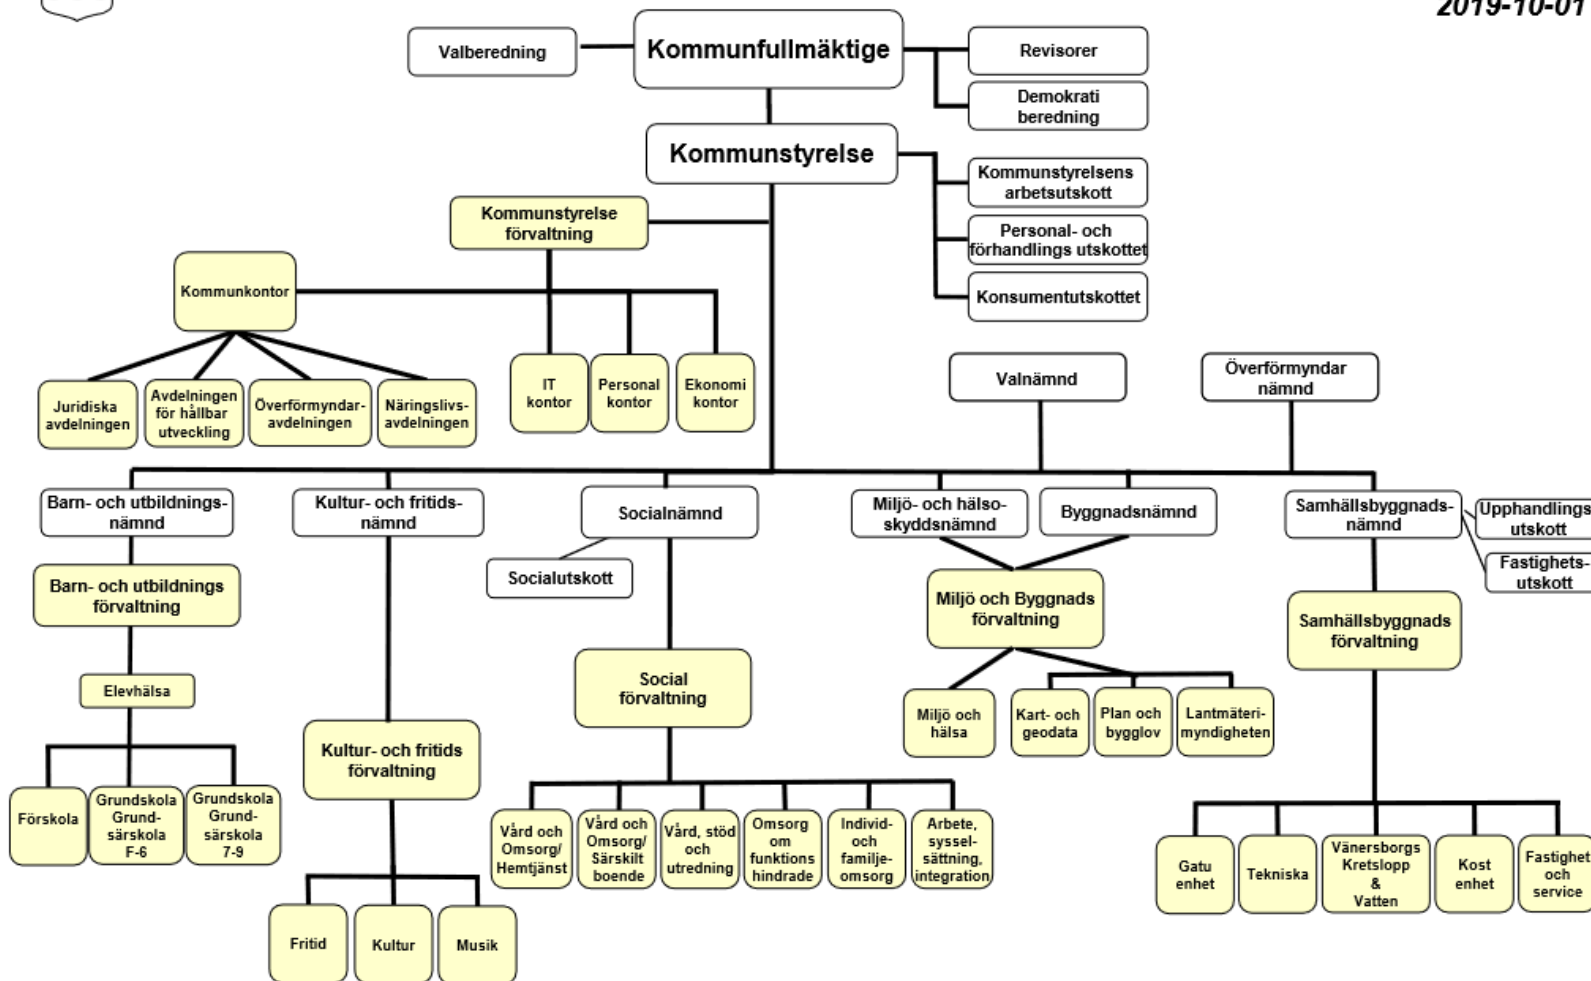 2019-10-01
Valberedning
Kommunfullmäktige
Revisorer
Demokrati
beredning
Kommunstyrelse
Kommunstyrelsens
arbetsutskott
Personal- och
förhandlings utskottet
Konsumentutskottet
Kommunstyrelse
förvaltning
Kommunkontor
Juridiska
avdelningen
Avdelningen
för hållbar
utveckling
Överförmyndar-
avdelningen
Näringslivs-
avdelningen
IT
kontor
Personal
kontor
Ekonomi
kontor
Valnämnd
Överförmyndar
nämnd
Barn- och utbildnings-
nämnd
Kultur- och fritids-
nämnd
Socialnämnd
Miljö- och hälso-
skyddsnämnd
Byggnadsnämnd
Samhällsbyggnads-
nämnd
Upphandlings
utskott
Fastighets-
utskott
Socialutskott
Barn- och utbildnings
förvaltning
Miljö och Byggnads
förvaltning
Samhällsbyggnads
förvaltning
Elevhälsa
Social
förvaltning
Miljö och
hälsa
Kart- och
geodata
Plan och
bygglov
Lantmäteri-
myndigheten
Kultur- och fritids
förvaltning
Förskola
Grundskola
Grund-
särskola
F-6
Grundskola
Grund-
särskola
7-9
Vård och
Omsorg/
Hemtjänst
Vård och
Omsorg/
Särskilt
boende
Vård, stöd
och
utredning
Omsorg
om
funktions
hindrade
Individ-
och
familje-
omsorg
Arbete,
syssel-
sättning,
integration
Gatu
enhet
Tekniska
Vänersborgs
Kretslopp
&
Vatten
Kost
enhet
Fastighet
och
service
Fritid
Kultur
Musik